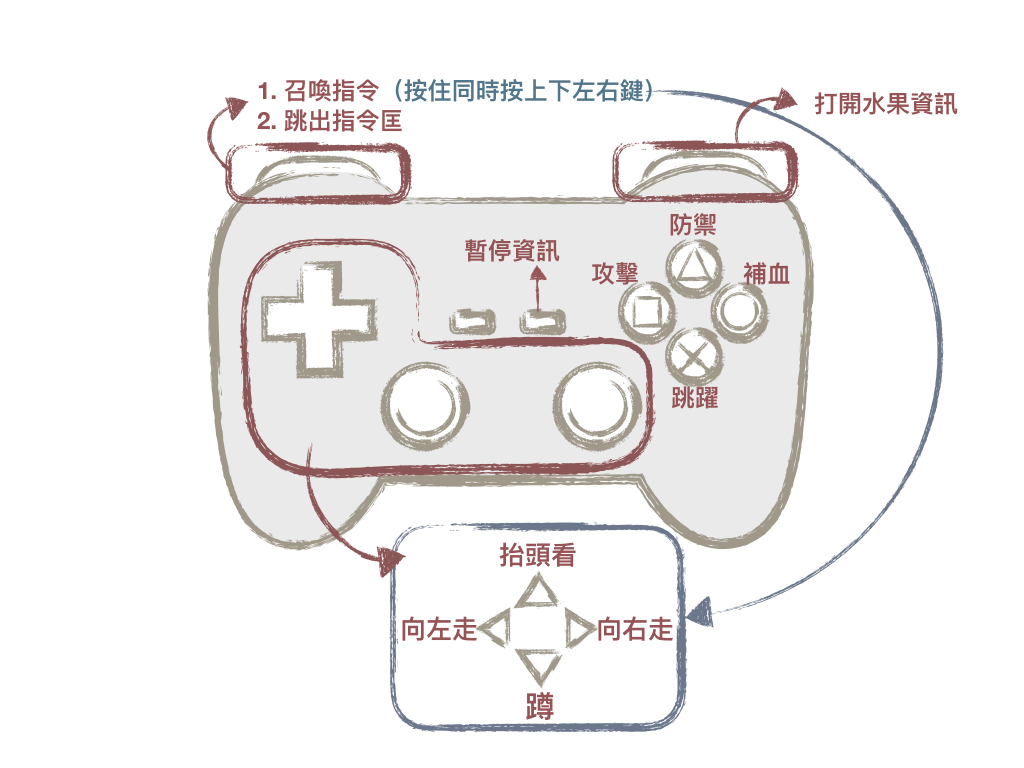 1. 召喚指令（按住同時按上下左右鍵）
2. 跳出指令匡
打開水果資訊
防禦
暫停資訊
攻擊
補血
跳躍
抬頭看
向左走
向右走
蹲